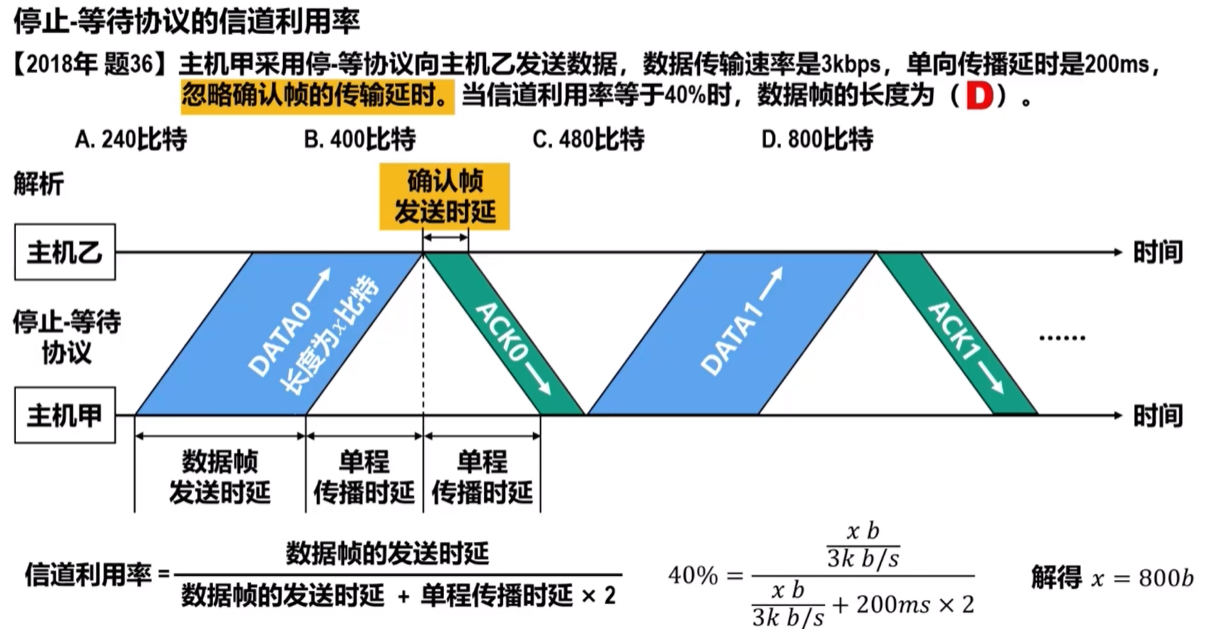 停止-等待协议的信道利用率
【2018年 题36】主机甲采用停-等协议向主机乙发送数据，数据传输速率是3kbps，单向传播延时是200ms，
忽略确认帧的传输延时。当信道利用率等于40%时，数据帧的长度为（D）。
A. 240比特 B. 400比特 C. 480比特 D. 800比特
解析
确认帧
发送时延
主机乙
时间
DATA0
长度为x比特
ACK0
DATA1
ACK1
停止-等待
协议
……
主机甲
时间
数据帧
发送时延
单程
传播时延
单程
传播时延
信道利用率 = 数据帧的发送时延 / 数据帧的发送时延 + 单程传播时延 × 2
40% = (x b / 3k b/s) / (x b / 3k b/s + 200ms × 2)
解得 x = 800b